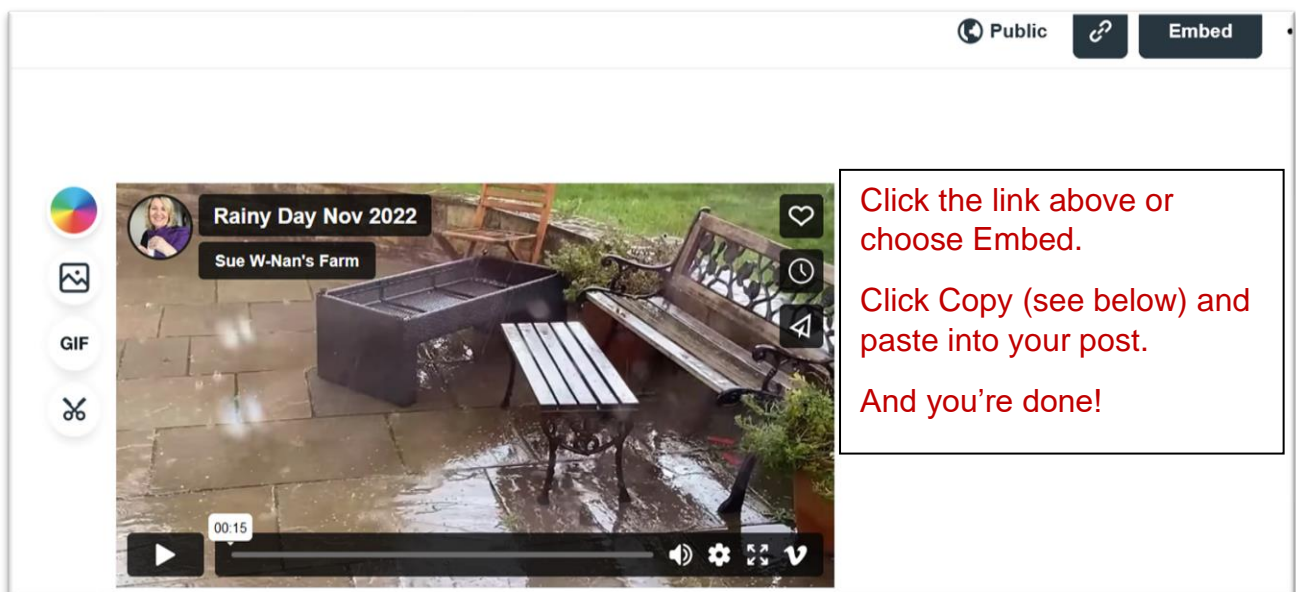 Public
Embed
Rainy Day Nov 2022
Sue W-Nan's Farm
GIF
00:15
Click the link above or
choose Embed.
Click Copy (see below) and
paste into your post.
And you’re done!